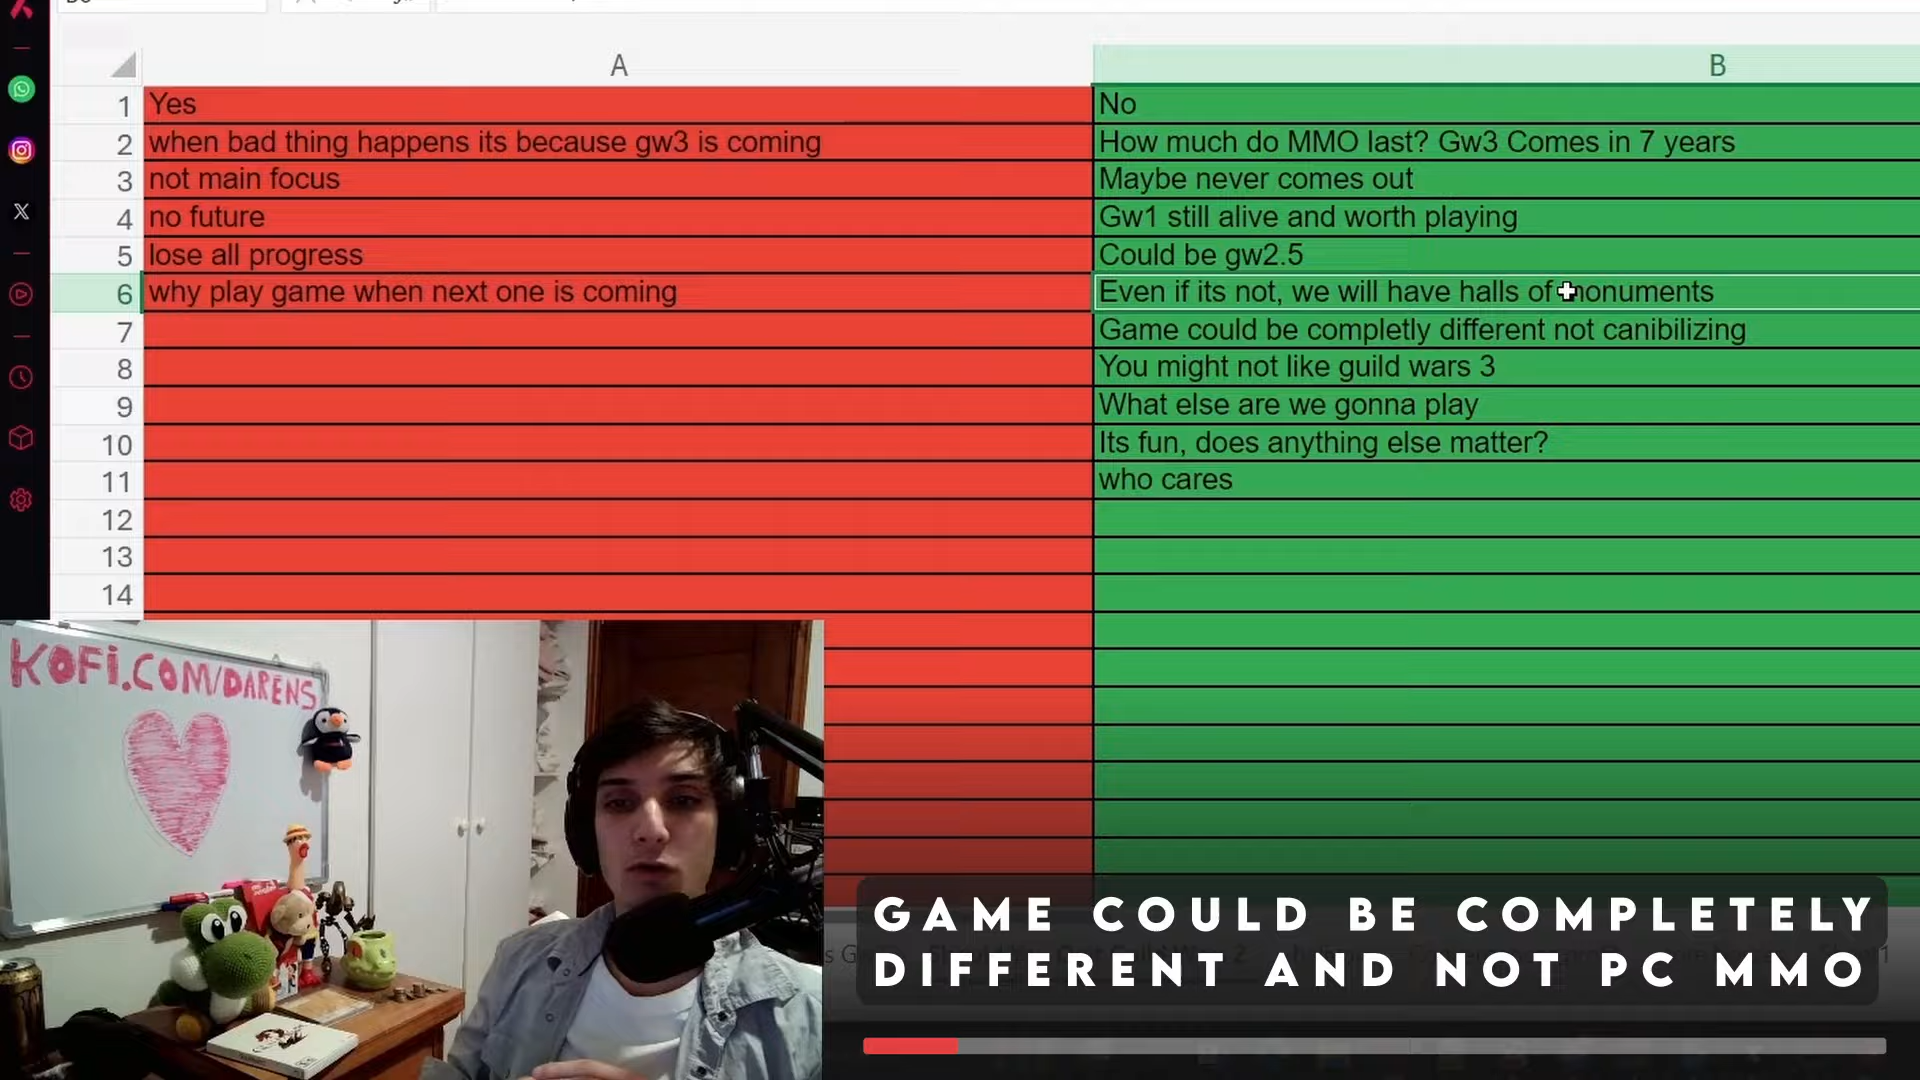 A
B
1
Yes
No
2
when bad thing happens its because gw3 is coming
How much do MMO last? Gw3 Comes in 7 years
3
not main focus
Maybe never comes out
4
no future
Gw1 still alive and worth playing
5
lose all progress
Could be gw2.5
6
why play game when next one is coming
Even if its not, we will have halls of monuments
7
Game could be completly different not canibilizing
8
You might not like guild wars 3
9
What else are we gonna play
10
Its fun, does anything else matter?
11
who cares
12
13
14
KOFI.COM/DARENS
GAME COULD BE COMPLETELY
DIFFERENT AND NOT PC MMO